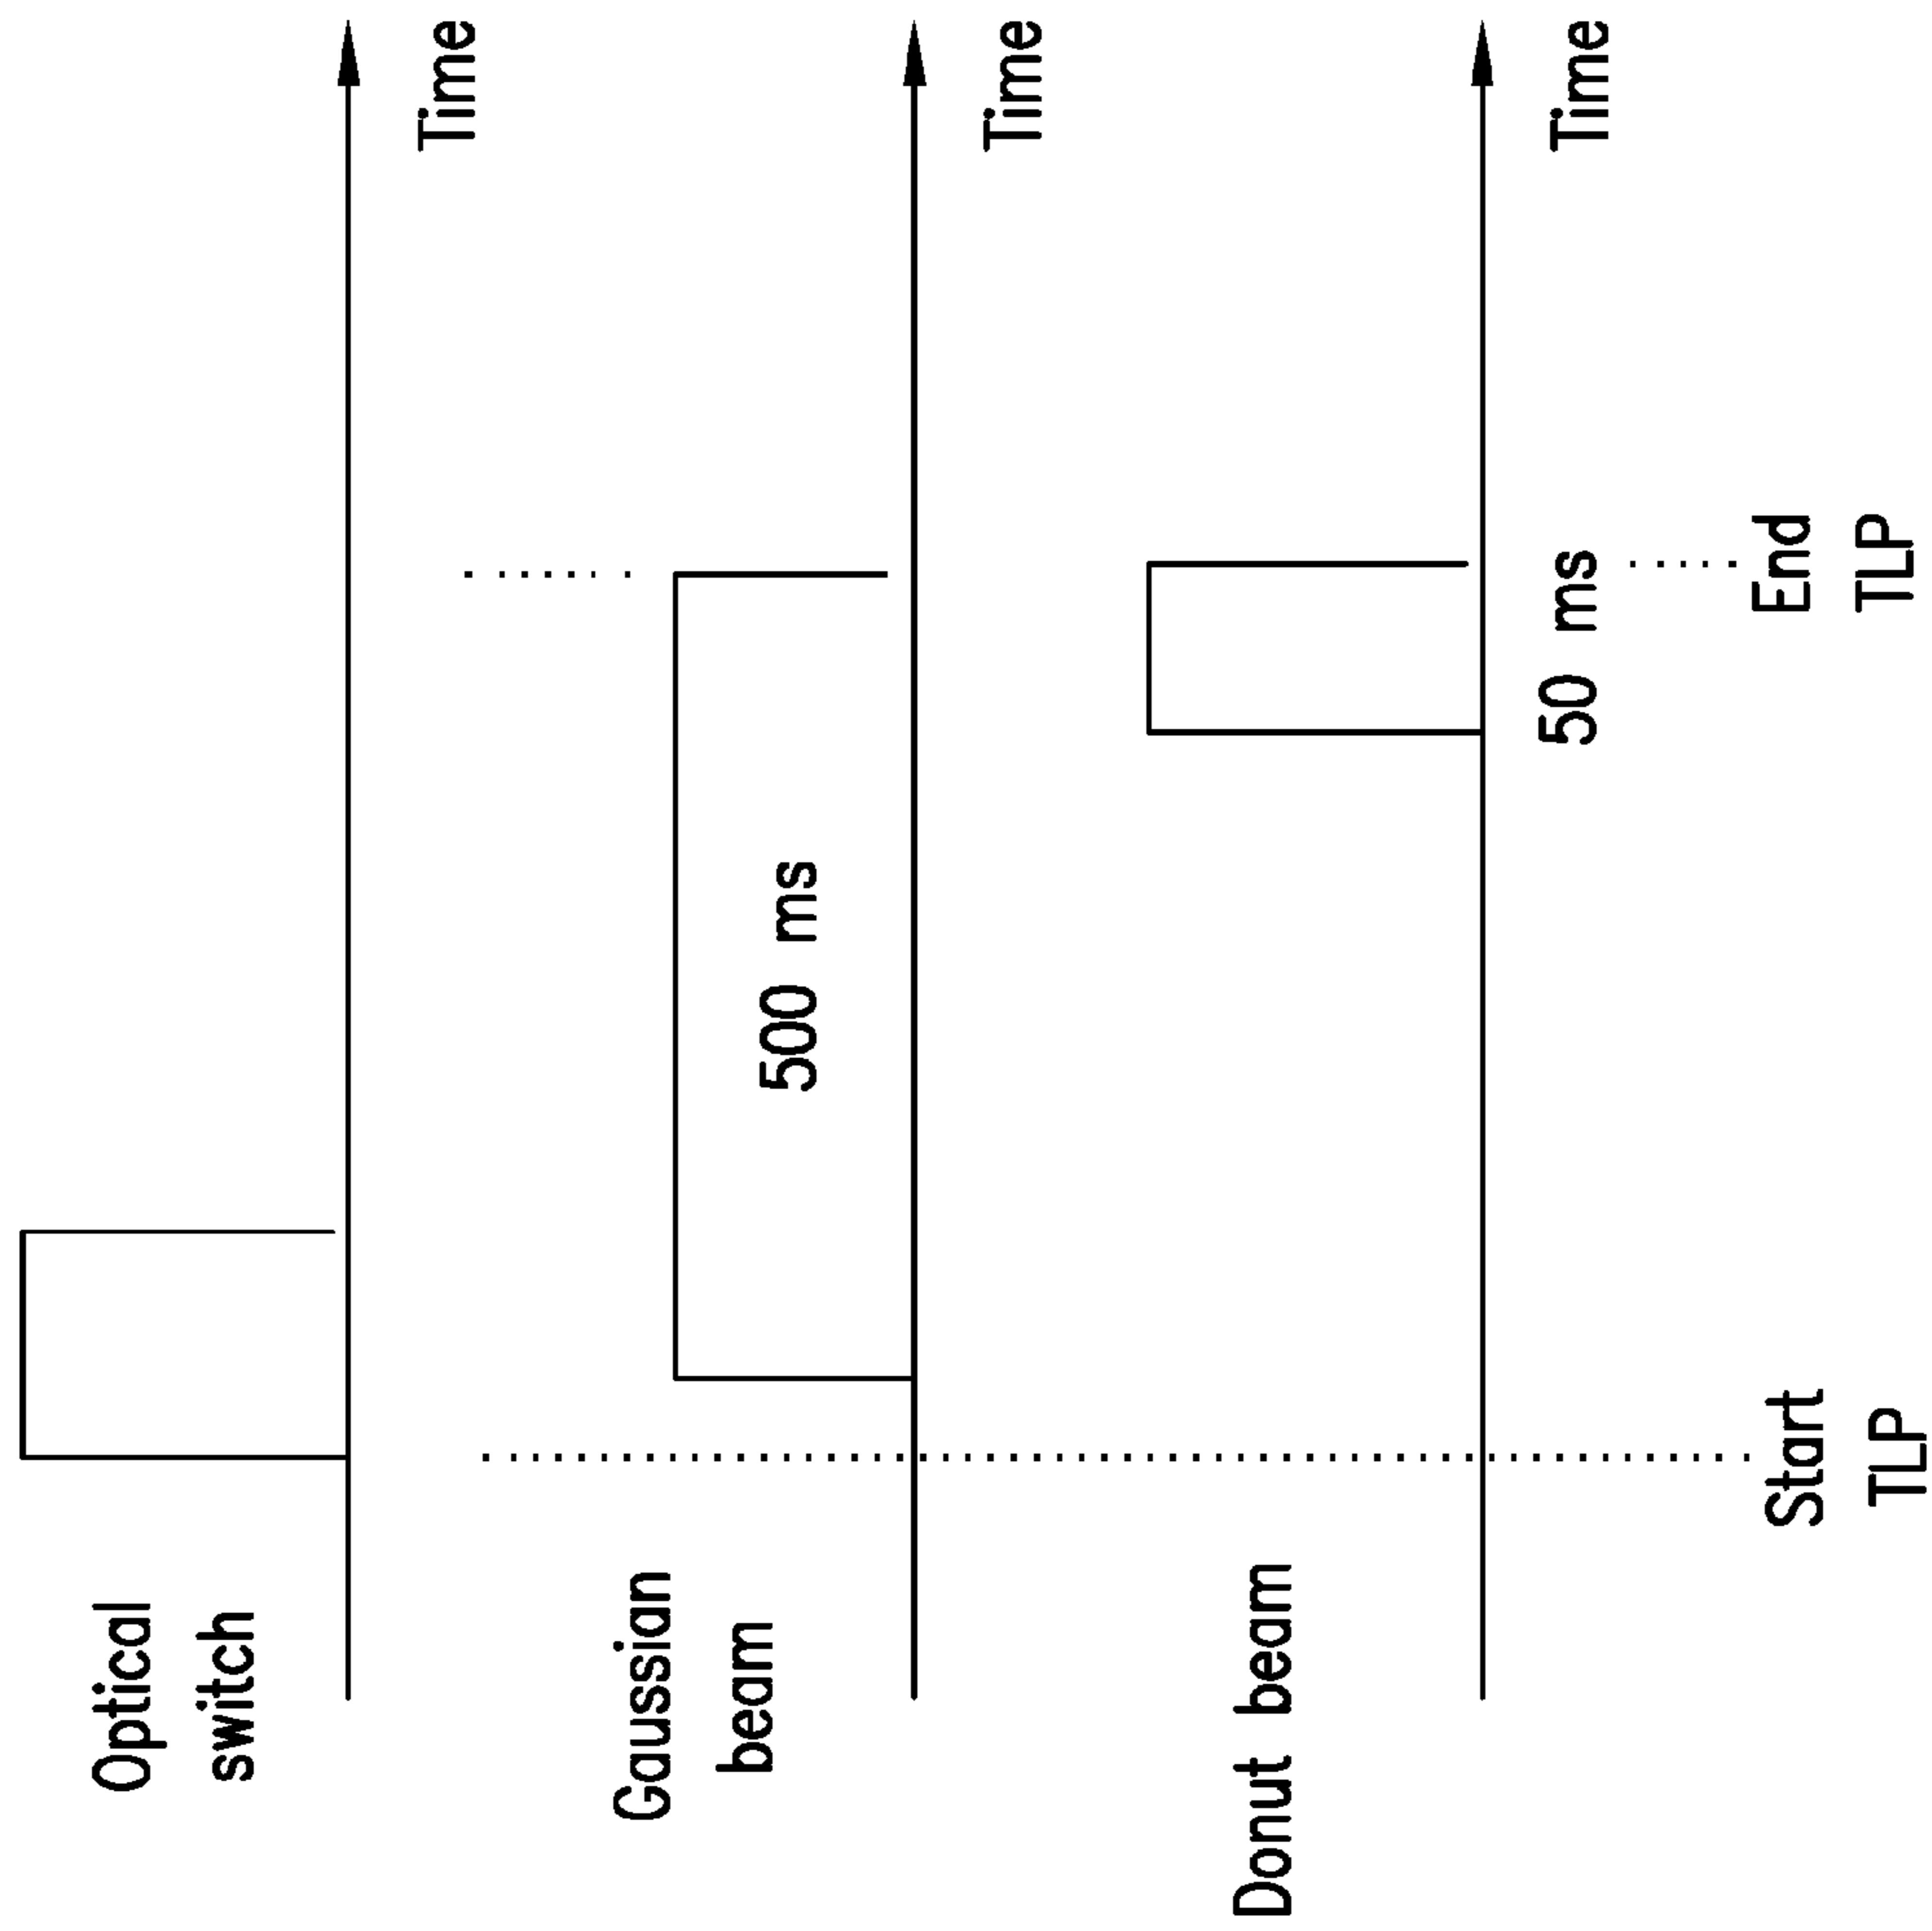 Optical
switch
Time
Gaussian
beam
500 ms
Time
Donut beam
50 ms
Time
Start
TLP
End
TLP